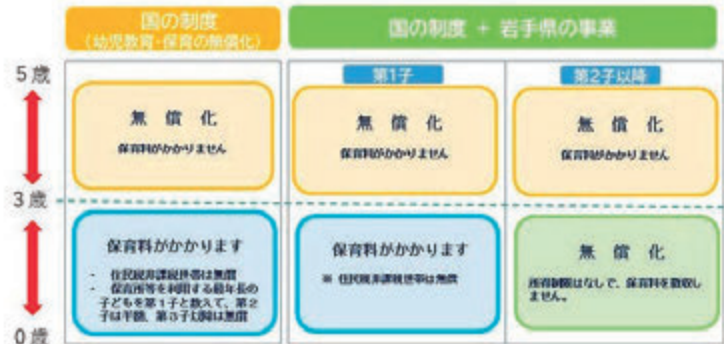 国の制度
（幼児教育・保育の無償化）
国の制度 ＋ 岩手県の事業
5歳
第1子
第2子以降
無 償 化
保育料がかかりません
無 償 化
保育料がかかりません
無 償 化
保育料がかかりません
3歳
保育料がかかります
- 住民税非課税世帯は無償
- 保育所等を利用する最年長の
子どもを第1子と数えて、第2
子は半額、第3子以降は無償
保育料がかかります
※ 住民税非課税世帯は無償
無 償 化
所得制限はなしで、保育料を徴収し
ません。
0歳